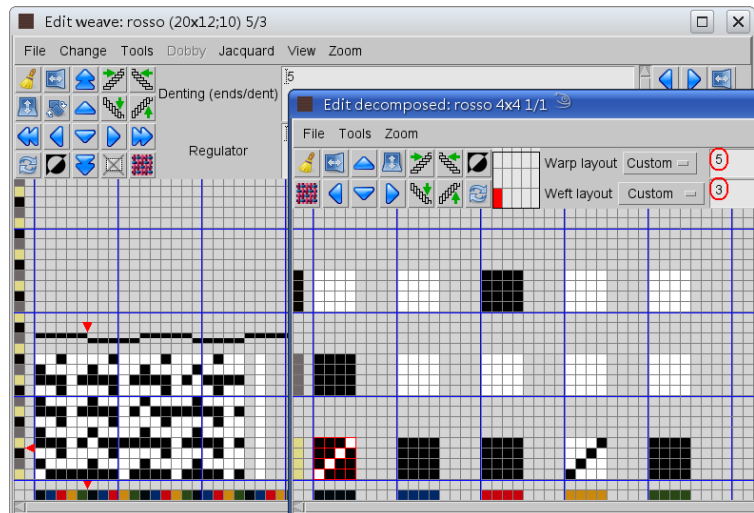 Edit weave: rosso (20x12;10) 5/3
File Change Tools Dobby Jacquard View Zoom
Denting (ends/dent) 5
Regulator
Edit decomposed: rosso 4x4 1/1
File Tools Zoom
Warp layout Custom 5
Weft layout Custom 3